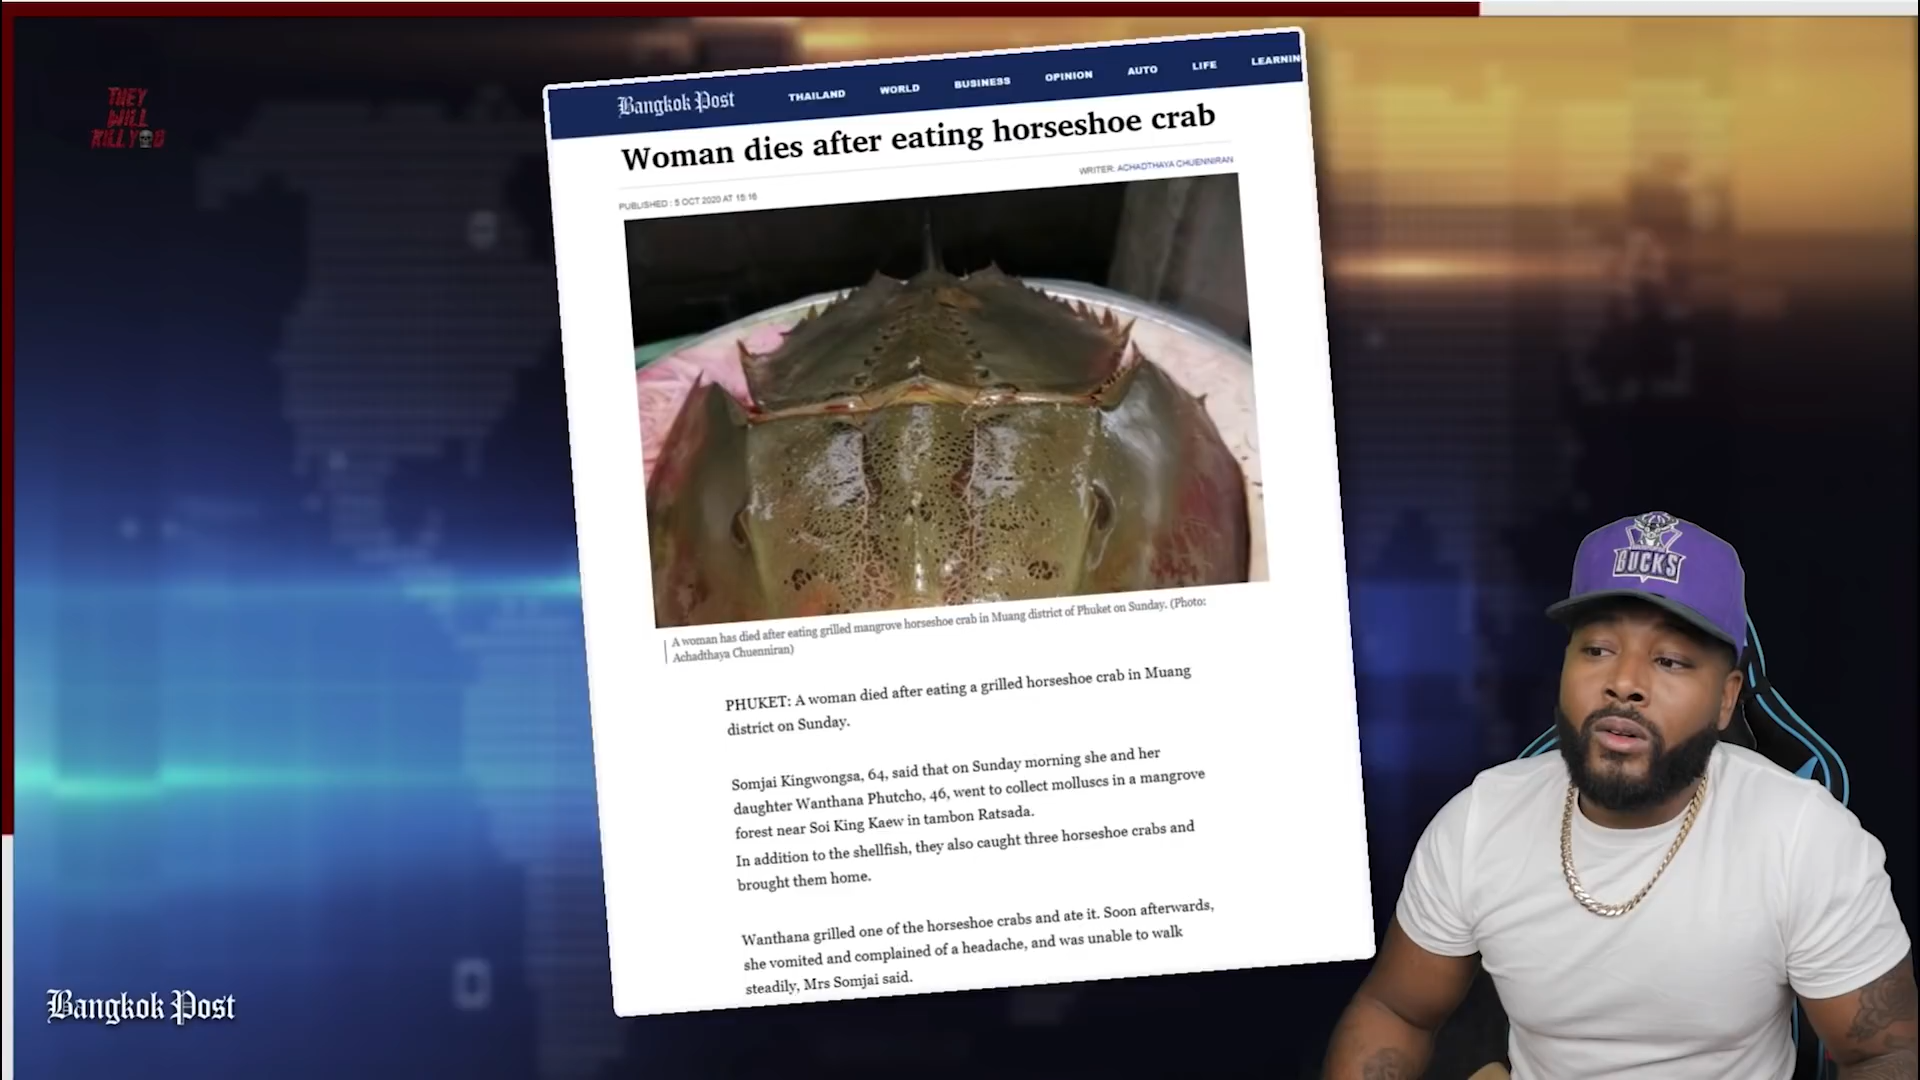 THEY
WILL
KILL YOU
Bangkok Post THAILAND WORLD BUSINESS OPINION AUTO LIFE LEARNIN
Woman dies after eating horseshoe crab
PUBLISHED : 5 OCT 2020 AT 15:16
WRITER: ACHADTHAYA CHUENNIRAN
A woman has died after eating grilled mangrove horseshoe crab in Muang district of Phuket on Sunday. (Photo:
Achadthaya Chuenniran)
PHUKET: A woman died after eating a grilled horseshoe crab in Muang
district on Sunday.
Somjai Kingwongsa, 64, said that on Sunday morning she and her
daughter Wanthana Phutcho, 46, went to collect molluscs in a mangrove
forest near Soi King Kaew in tambon Ratsada.
In addition to the shellfish, they also caught three horseshoe crabs and
brought them home.
Wanthana grilled one of the horseshoe crabs and ate it. Soon afterwards,
she vomited and complained of a headache, and was unable to walk
steadily, Mrs Somjai said.
Bangkok Post
BUCKS